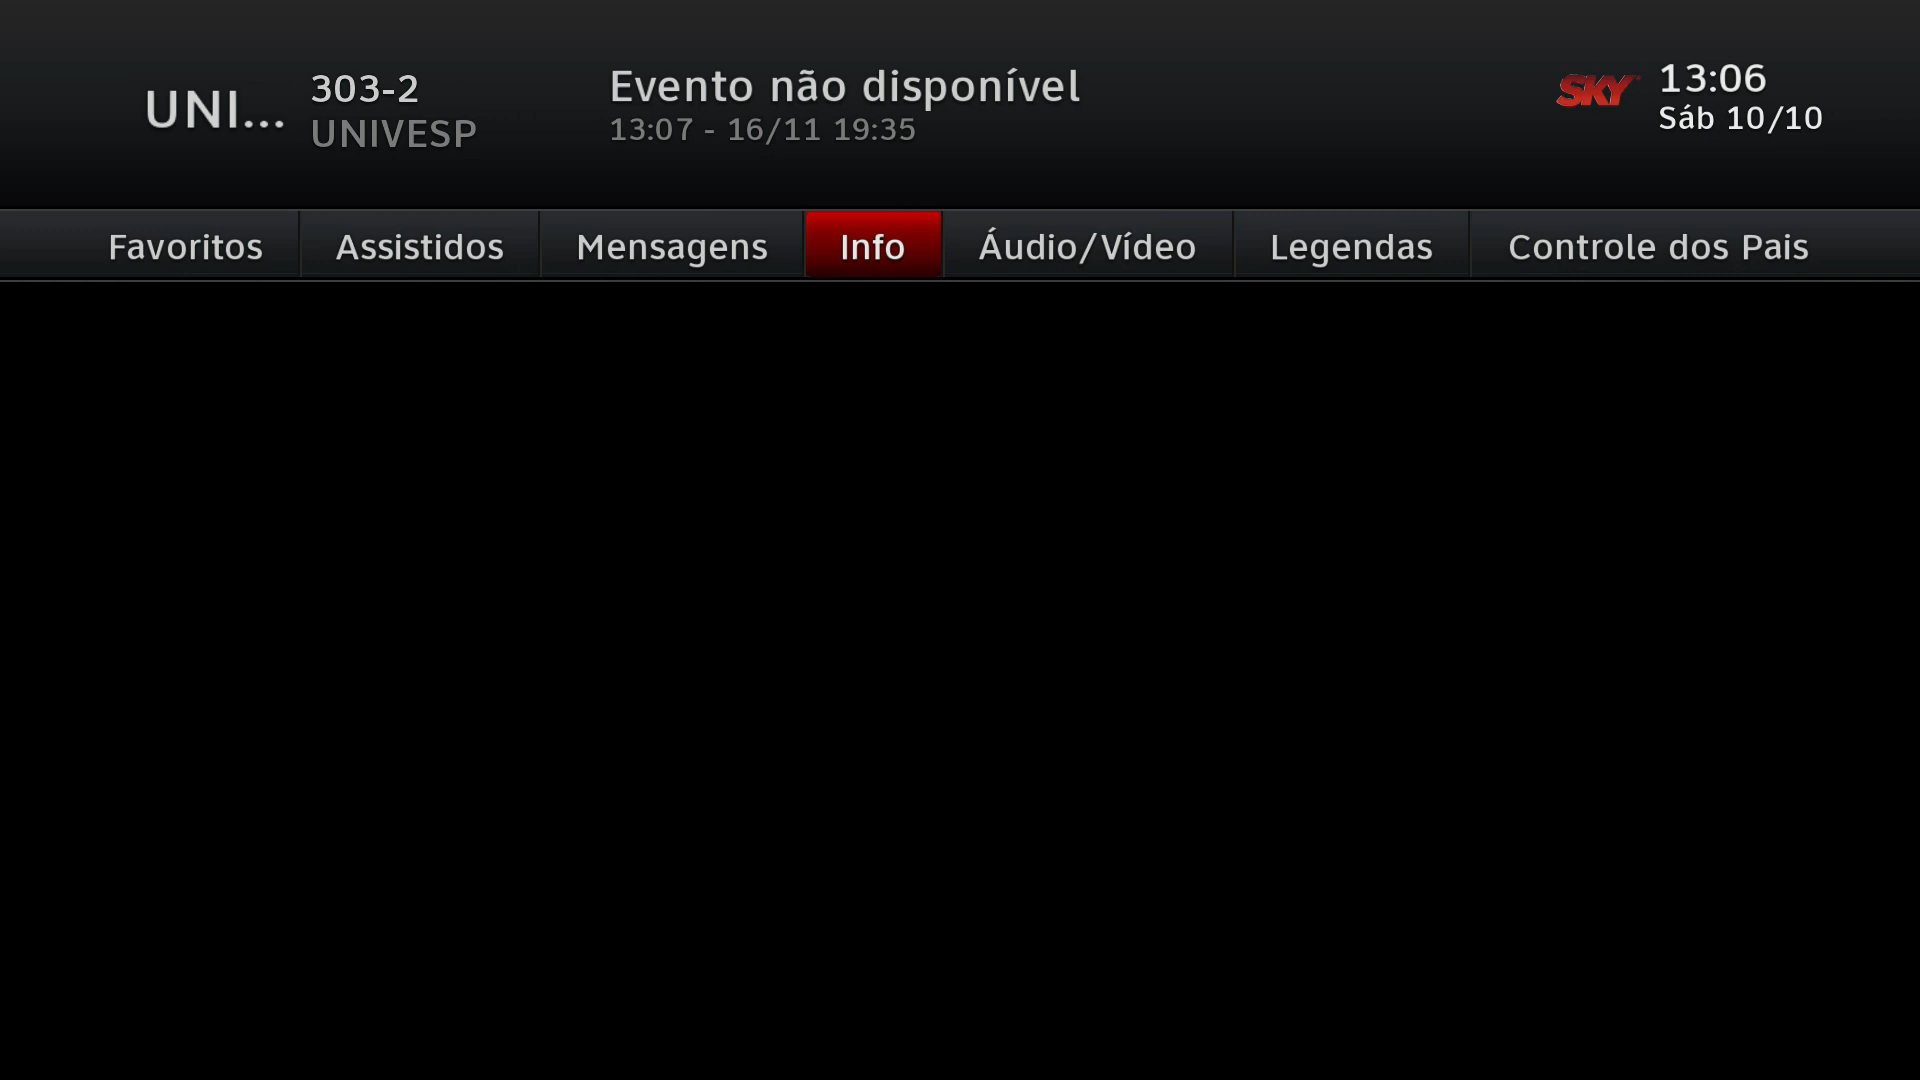 UNI...
303-2
UNIVESP
Evento não disponível
13:07 - 16/11 19:35
SKY
13:06
Sáb 10/10
Favoritos
Assistidos
Mensagens
Info
Áudio/Vídeo
Legendas
Controle dos Pais